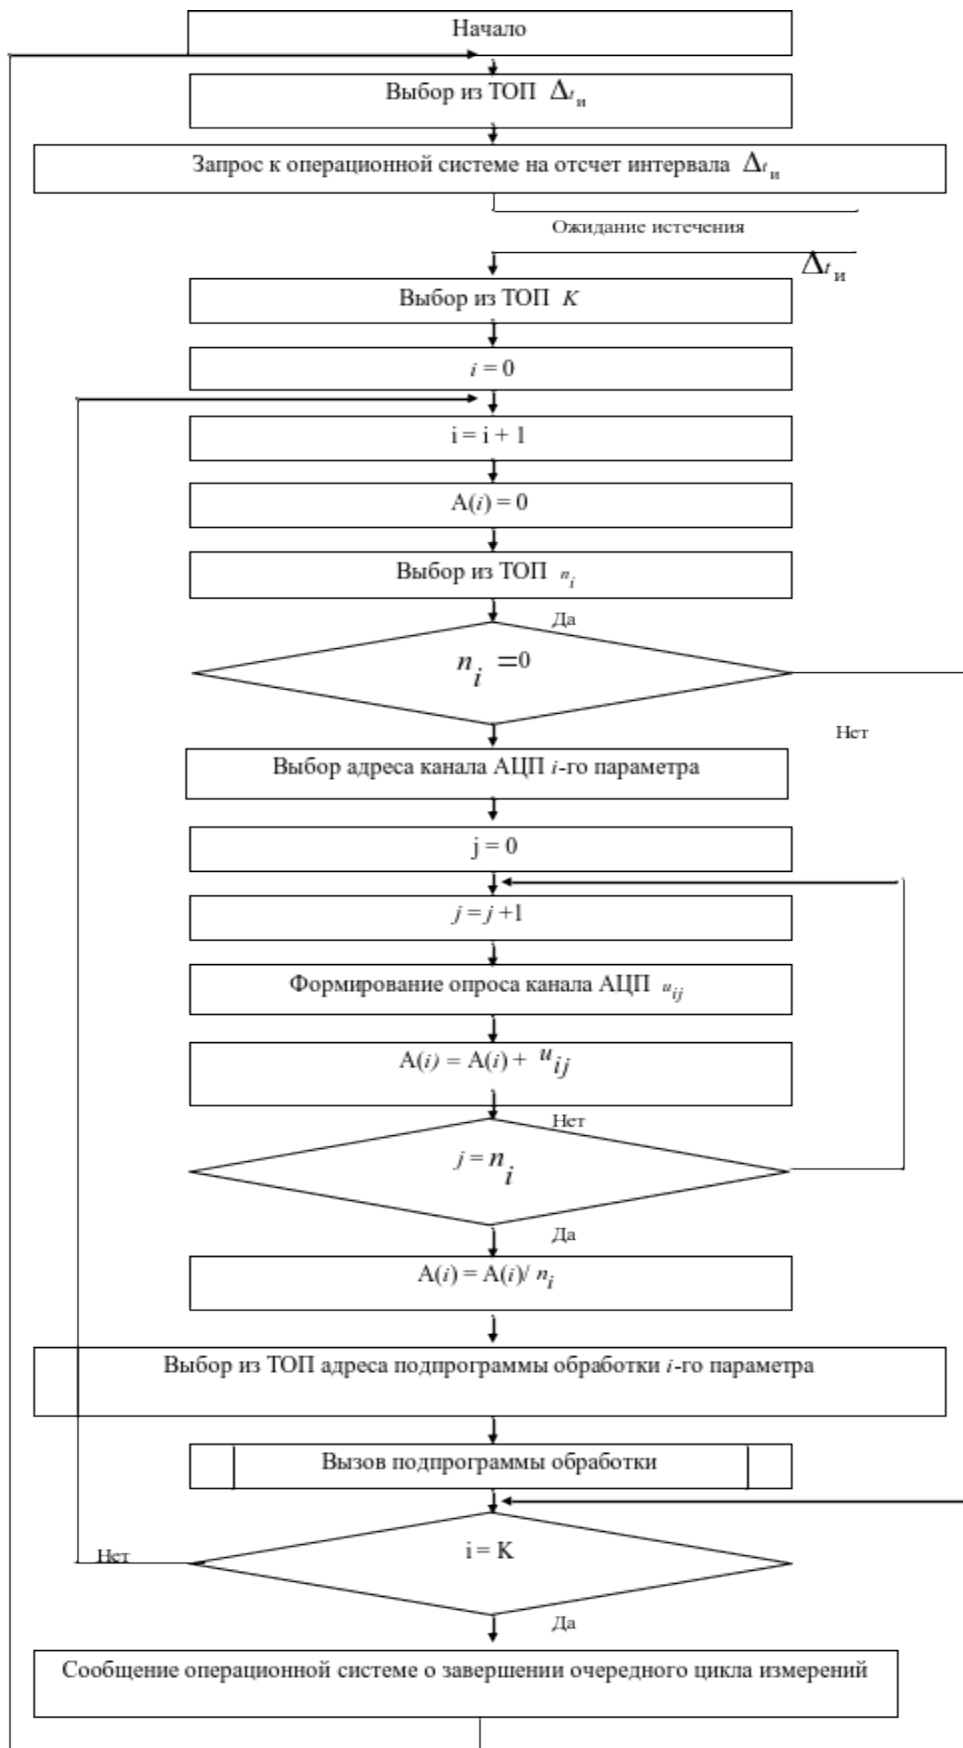 Начало
Выбор из ТОП Δtи
Запрос к операционной системе на отсчет интервала Δtи
Ожидание истечения
Δtи
Выбор из ТОП K
i = 0
i = i + 1
A(i) = 0
Выбор из ТОП ni
Да
ni =0
Нет
Выбор адреса канала АЦП i-го параметра
j = 0
j = j +1
Формирование опроса канала АЦП uij
A(i) = A(i) + uij
Нет
j = ni
Да
A(i) = A(i)/ ni
Выбор из ТОП адреса подпрограммы обработки i-го параметра
Вызов подпрограммы обработки
i = K
Нет
Да
Сообщение операционной системе о завершении очередного цикла измерений